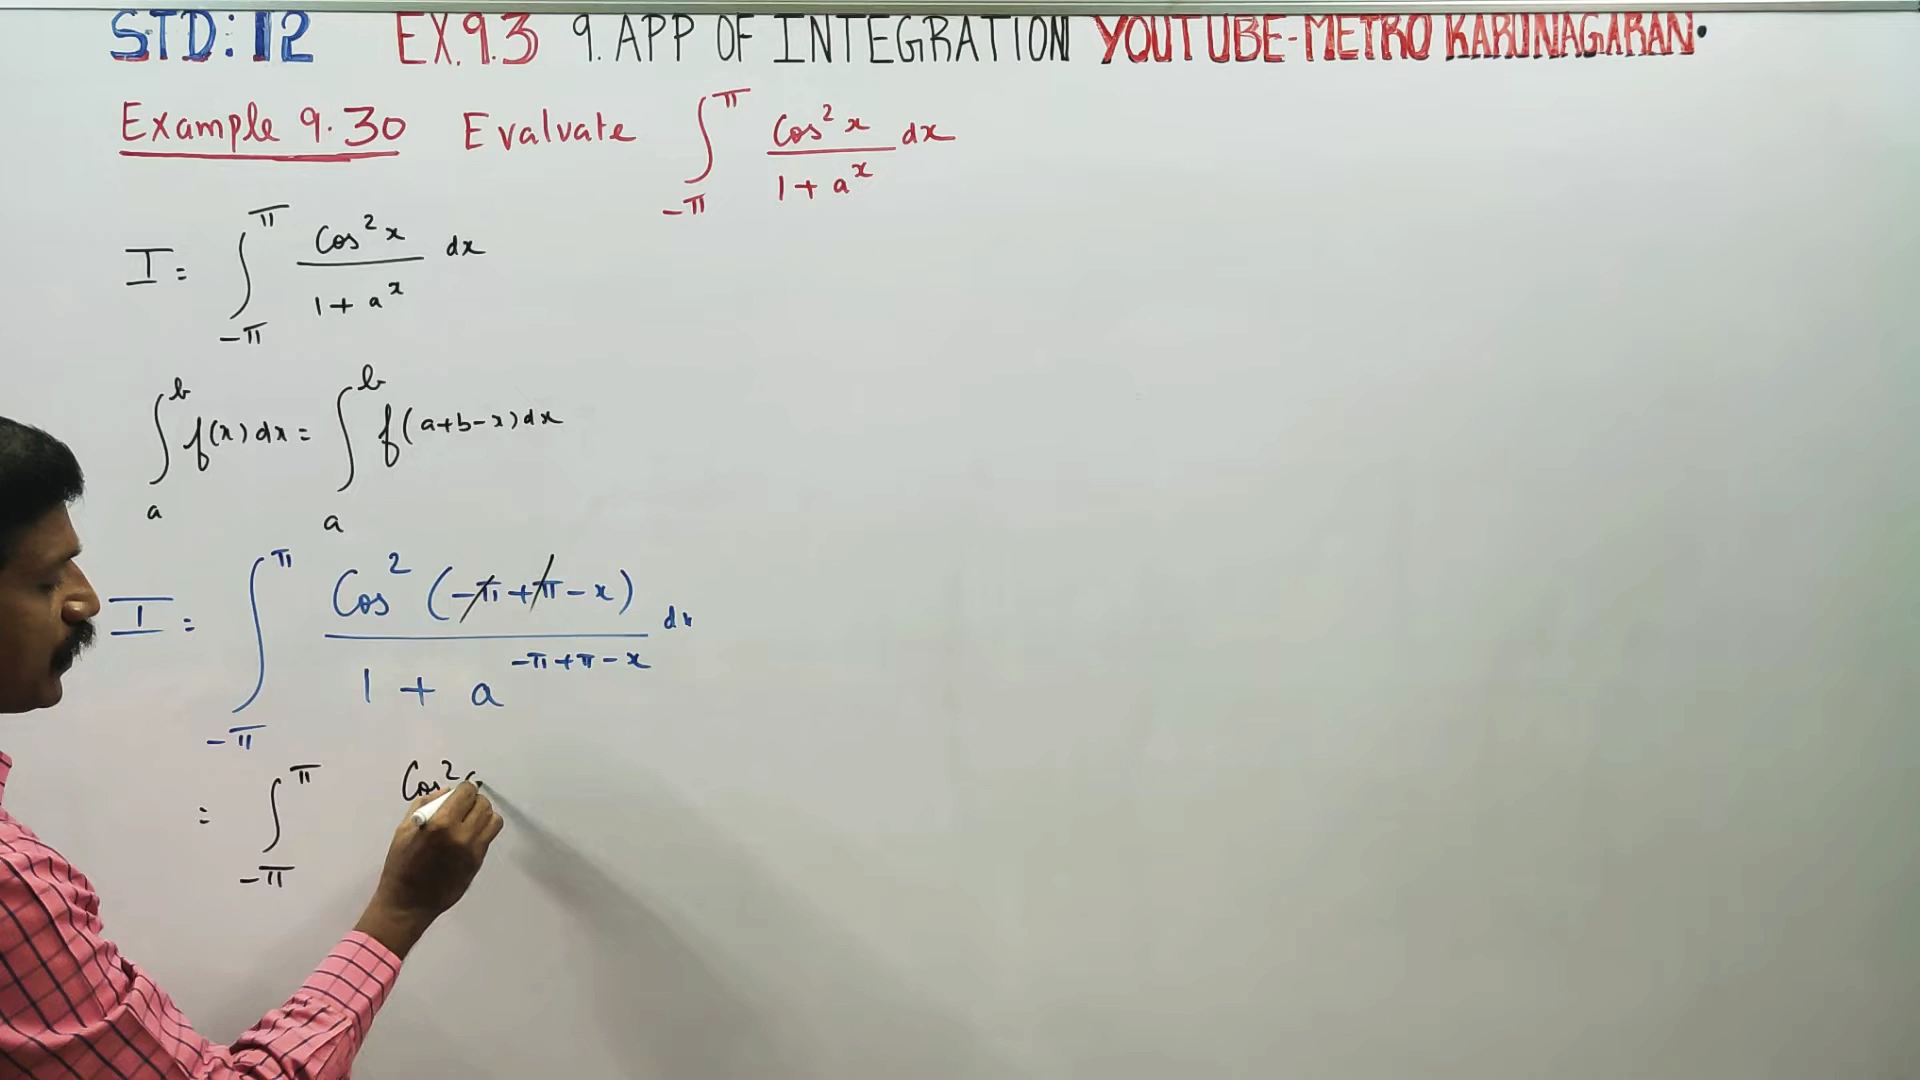 STD: 12 EX.9.3 9. APP OF INTEGRATION YOUTUBE-METRO KARUNAGARAN.
Example 9.30 Evaluate ∫_{-π}^{π} cos²x / (1 + a^x) dx
I = ∫_{-π}^{π} cos²x / (1 + a^x) dx
∫_a^b f(x) dx = ∫_a^b f(a+b-x) dx
I = ∫_{-π}^{π} cos²(-π+π-x) / (1 + a^{-π+π-x}) dx
= ∫_{-π}^{π} cos²(